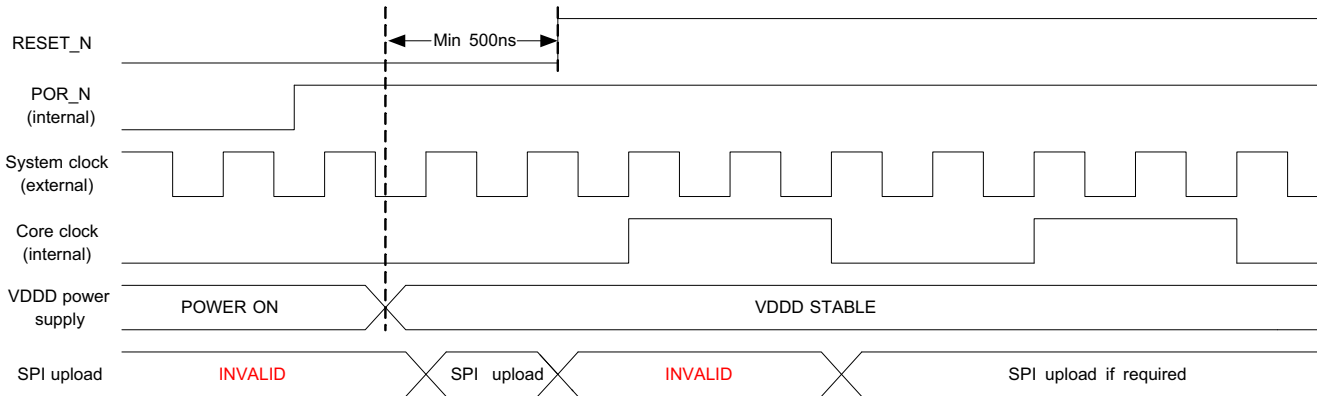 RESET_N
Min 500ns
POR_N
(internal)
System clock
(external)
Core clock
(internal)
VDDD power
supply
POWER ON
VDDD STABLE
SPI upload
INVALID
SPI upload
INVALID
SPI upload if required